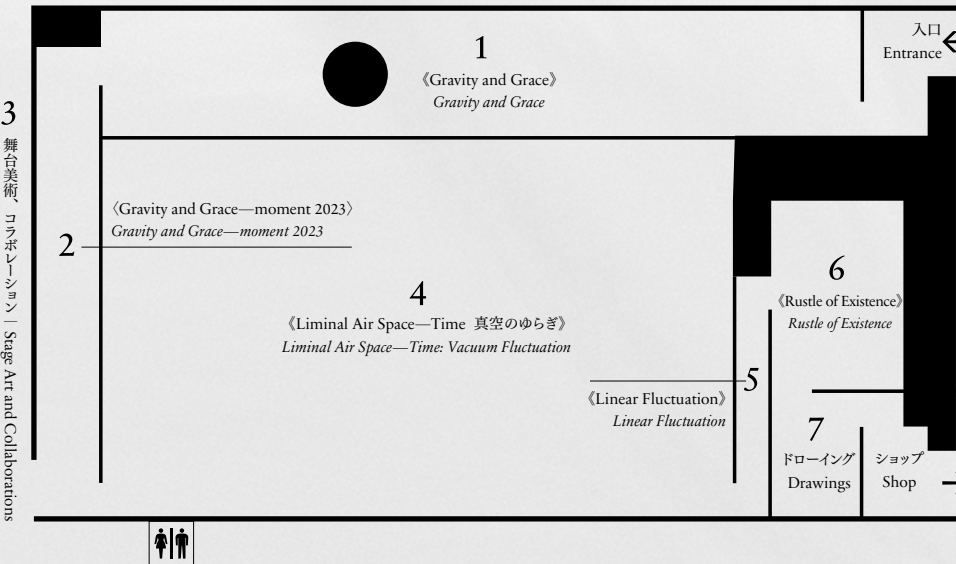 入口
Entrance
1
《Gravity and Grace》
Gravity and Grace
3
舞台美術、コラボレーション｜Stage Art and Collaborations
2
〈Gravity and Grace—moment 2023〉
Gravity and Grace—moment 2023
4
《Liminal Air Space—Time 真空のゆらぎ》
Liminal Air Space—Time: Vacuum Fluctuation
5
《Linear Fluctuation》
Linear Fluctuation
6
《Rustle of Existence》
Rustle of Existence
7
ドローイング
Drawings
ショップ
Shop